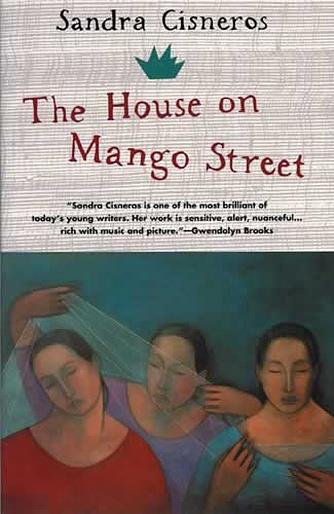 Sandra Cisneros
The House on
Mango Street
"Sandra Cisneros is one of the most brilliant of
today's young writers. Her work is sensitive, alert, nuanceful...
rich with music and picture."—Gwendolyn Brooks